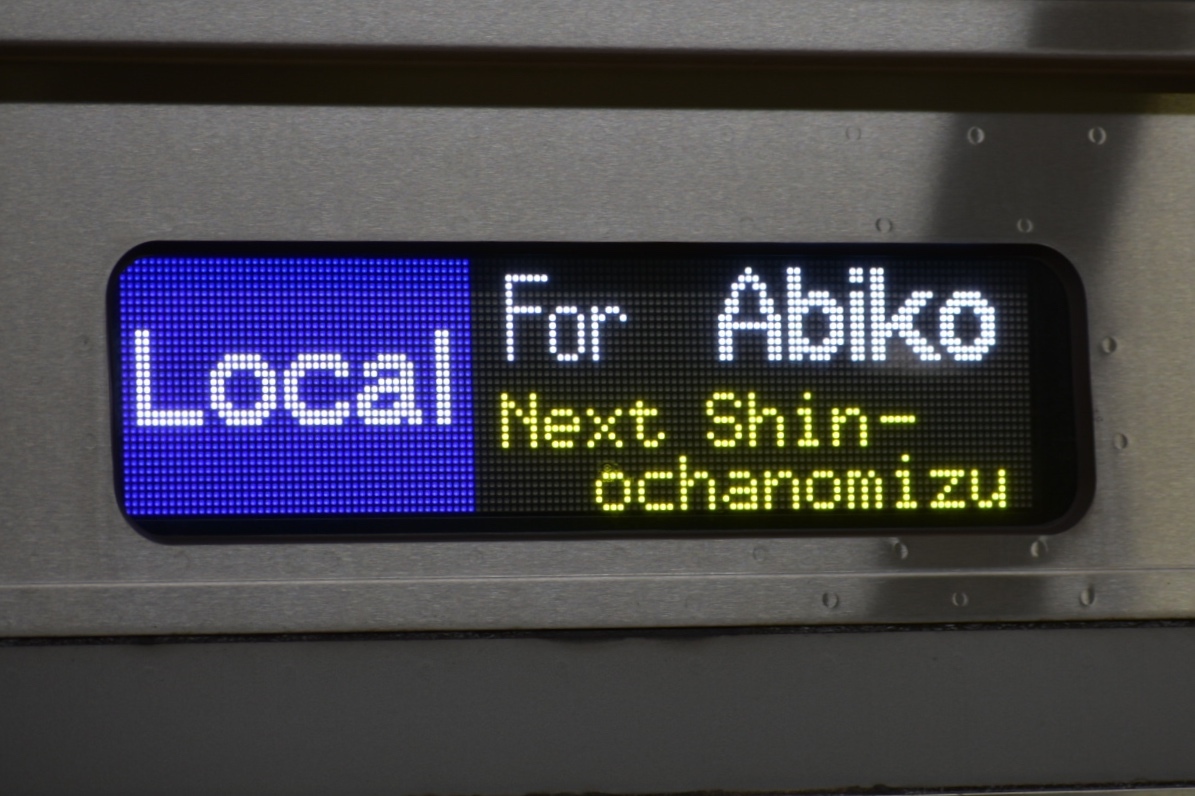 Local
For Abiko
Next Shin-
ochanomizu